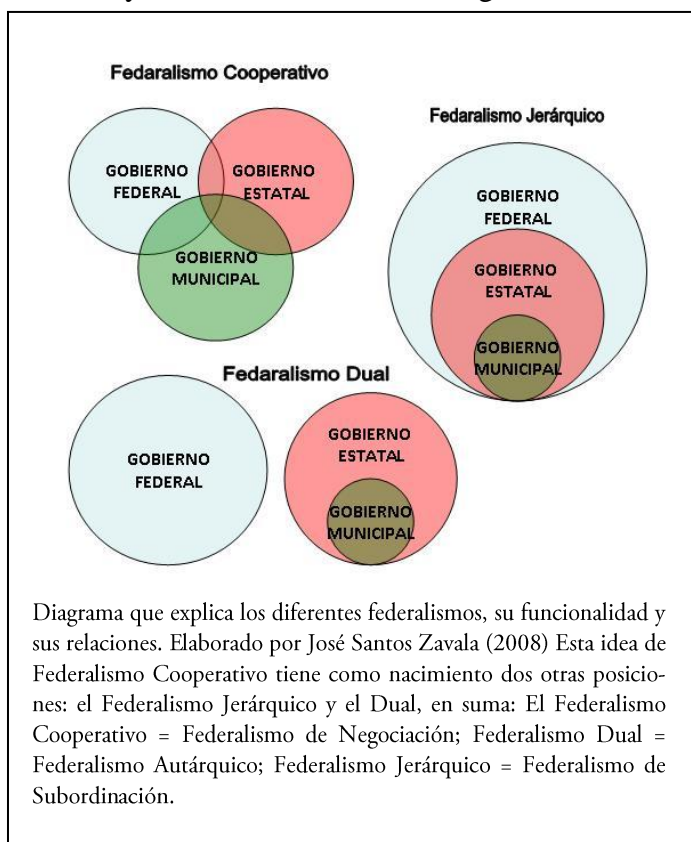 Fedaralismo Cooperativo
GOBIERNO
FEDERAL
GOBIERNO
ESTATAL
GOBIERNO
MUNICIPAL
Fedaralismo Jerárquico
GOBIERNO
FEDERAL
GOBIERNO
ESTATAL
GOBIERNO
MUNICIPAL
Fedaralismo Dual
GOBIERNO
FEDERAL
GOBIERNO
ESTATAL
GOBIERNO
MUNICIPAL
Diagrama que explica los diferentes federalismos, su funcionalidad y
sus relaciones. Elaborado por José Santos Zavala (2008) Esta idea de
Federalismo Cooperativo tiene como nacimiento dos otras posicio-
nes: el Federalismo Jerárquico y el Dual, en suma: El Federalismo
Cooperativo = Federalismo de Negociación; Federalismo Dual =
Federalismo Autárquico; Federalismo Jerárquico = Federalismo de
Subordinación.